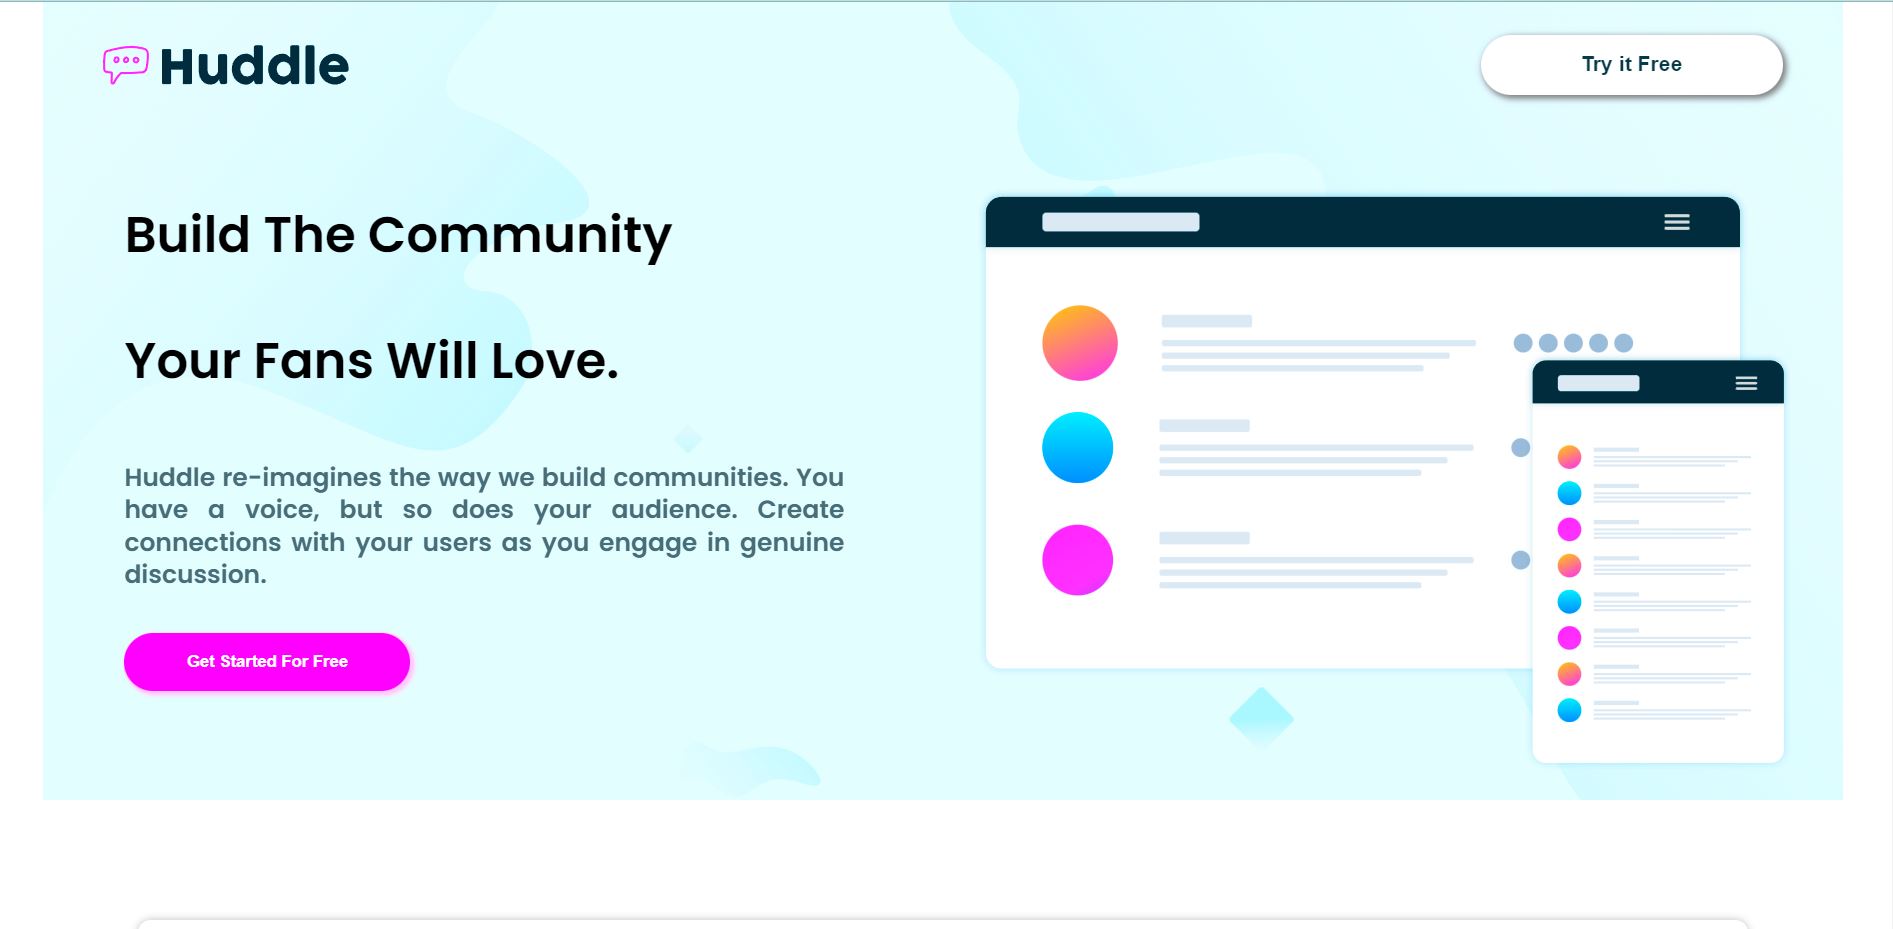 Huddle
Try it Free
Build The Community
Your Fans Will Love.
Huddle re-imagines the way we build communities. You
have a voice, but so does your audience. Create
connections with your users as you engage in genuine
discussion.
Get Started For Free